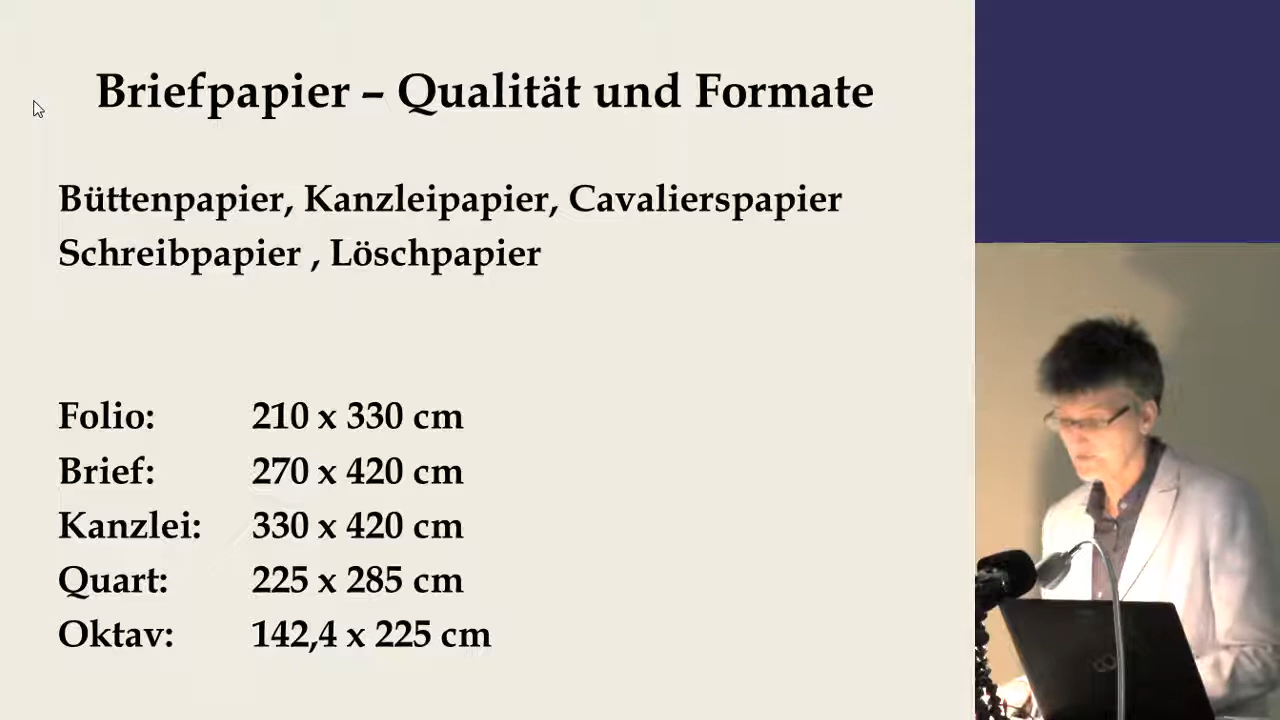 Briefpapier – Qualität und Formate
Büttenpapier, Kanzleipapier, Cavalierspapier
Schreibpapier , Löschpapier
Folio: 210 x 330 cm
Brief: 270 x 420 cm
Kanzlei: 330 x 420 cm
Quart: 225 x 285 cm
Oktav: 142,4 x 225 cm